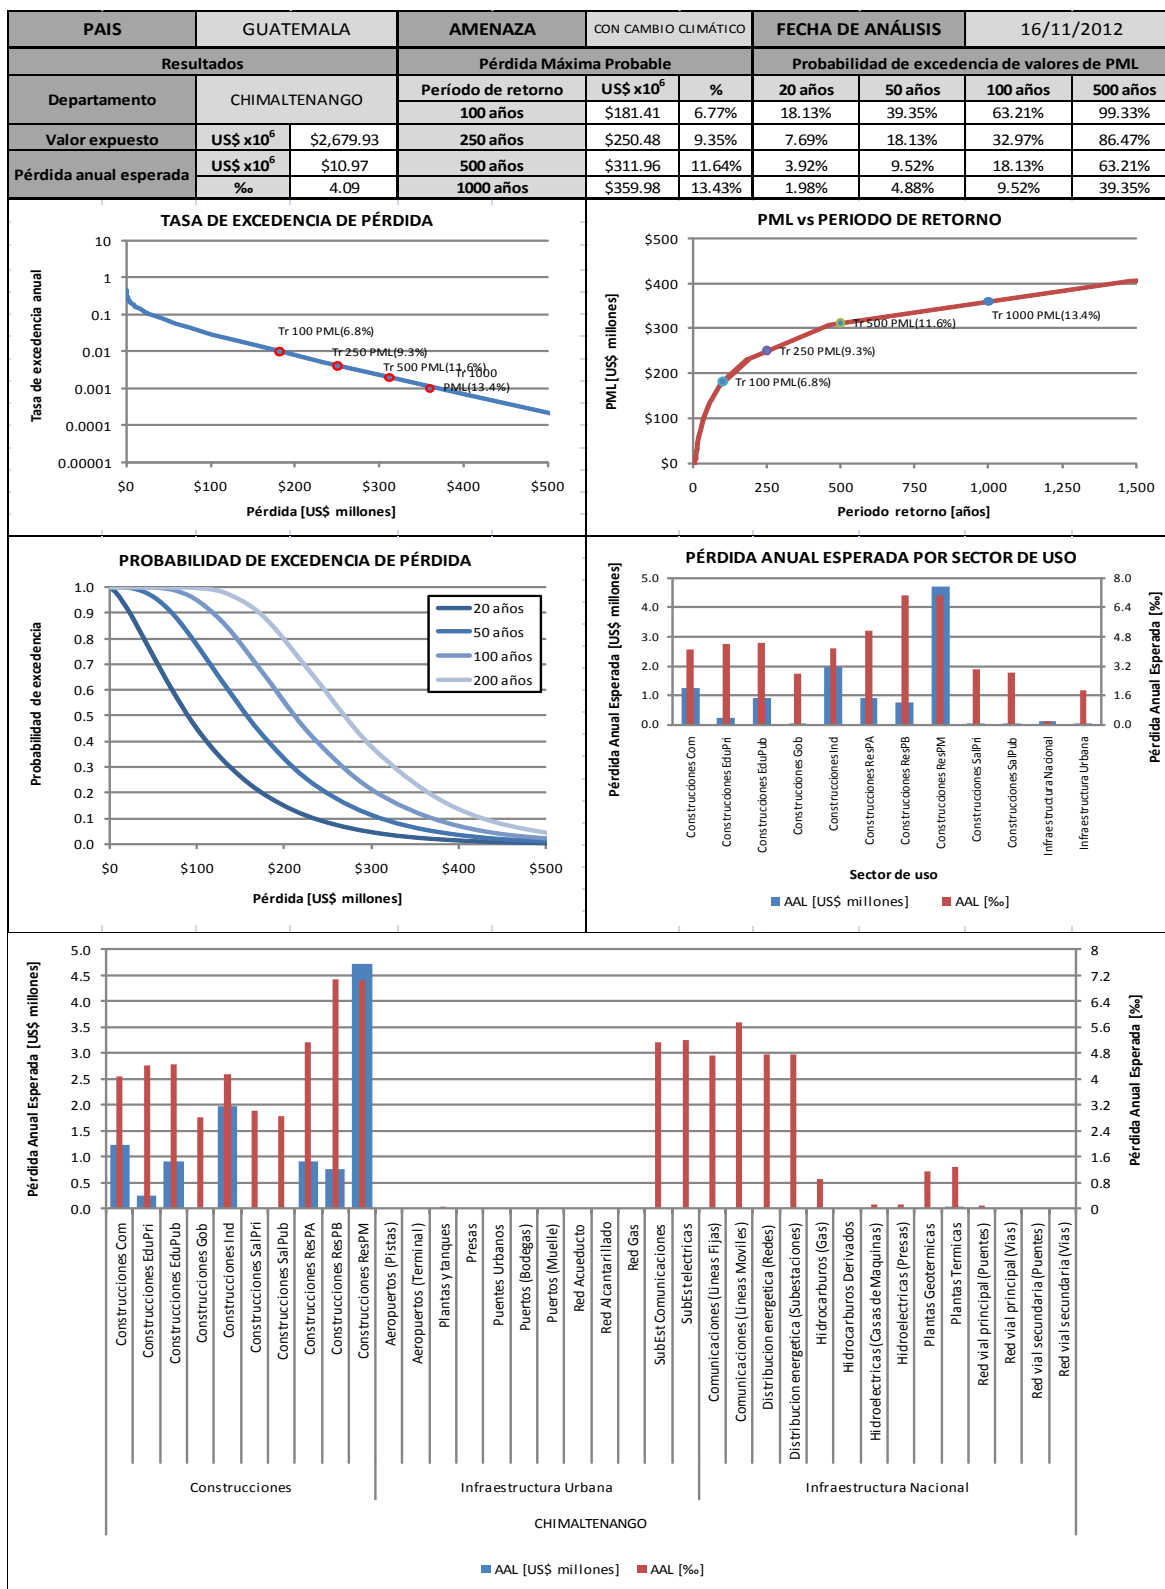 PAIS GUATEMALA AMENAZA CON CAMBIO CLIMÁTICO FECHA DE ANÁLISIS 16/11/2012
Resultados Pérdida Máxima Probable Probabilidad de excedencia de valores de PML
Departamento CHIMALTENANGO Período de retorno US$ x10⁶ % 20 años 50 años 100 años 500 años
100 años $181.41 6.77% 18.13% 39.35% 63.21% 99.33%
Valor expuesto US$ x10⁶ $2,679.93 250 años $250.48 9.35% 7.69% 18.13% 32.97% 86.47%
Pérdida anual esperada US$ x10⁶ $10.97 500 años $311.96 11.64% 3.92% 9.52% 18.13% 63.21%
‰ 4.09 1000 años $359.98 13.43% 1.98% 4.88% 9.52% 39.35%
TASA DE EXCEDENCIA DE PÉRDIDA
Tasa de excedencia anual
10
1
0.1
0.01
0.001
0.0001
0.00001
Tr 100 PML(6.8%)
Tr 250 PML(9.3%)
Tr 500 PML(11.6%)
Tr 1000
PML(13.4%)
$0 $100 $200 $300 $400 $500
Pérdida [US$ millones]
PML vs PERIODO DE RETORNO
PML [US$ millones]
$500
$400
$300
$200
$100
$0
Tr 100 PML(6.8%)
Tr 250 PML(9.3%)
Tr 500 PML(11.6%)
Tr 1000 PML(13.4%)
0 250 500 750 1,000 1,250 1,500
Periodo retorno [años]
PROBABILIDAD DE EXCEDENCIA DE PÉRDIDA
Probabilidad de excedencia
1.0
0.9
0.8
0.7
0.6
0.5
0.4
0.3
0.2
0.1
0.0
20 años
50 años
100 años
200 años
$0 $100 $200 $300 $400 $500
Pérdida [US$ millones]
PÉRDIDA ANUAL ESPERADA POR SECTOR DE USO
Pérdida Anual Esperada [US$ millones]
5.0
4.0
3.0
2.0
1.0
0.0
8.0
6.4
4.8
3.2
1.6
0.0
Pérdida Anual Esperada [‰]
Construcciones Com
Construcciones EduPri
Construcciones EduPub
Construcciones Gob
Construcciones Ind
Construcciones ResPA
Construcciones ResPB
Construcciones ResPM
Construcciones SalPri
Construcciones SalPub
Infraestructura Nacional
Infraestructura Urbana
Sector de uso
AAL [US$ millones] AAL [‰]
Pérdida Anual Esperada [US$ millones]
5.0
4.5
4.0
3.5
3.0
2.5
2.0
1.5
1.0
0.5
0.0
8
7.2
6.4
5.6
4.8
4
3.2
2.4
1.6
0.8
0
Pérdida Anual Esperada [‰]
Construcciones Com
Construcciones EduPri
Construcciones EduPub
Construcciones Gob
Construcciones Ind
Construcciones SalPri
Construcciones SalPub
Construcciones ResPA
Construcciones ResPB
Construcciones ResPM
Aeropuertos (Pistas)
Aeropuertos (Terminal)
Plantas y tanques
Presas
Puentes Urbanos
Puertos (Bodegas)
Puertos (Muelle)
Red Acueducto
Red Alcantarillado
Red Gas
SubEst Comunicaciones
SubEst electricas
Comunicaciones (Lineas Fijas)
Comunicaciones (Lineas Moviles)
Distribucion energetica (Redes)
Distribucion energetica (Subestaciones)
Hidrocarburos (Gas)
Hidrocarburos Derivados
Hidroelectricas (Casas de Maquinas)
Hidroelectricas (Presas)
Plantas Geotermicas
Plantas Termicas
Red vial principal (Puentes)
Red vial principal (Vias)
Red vial secundaria (Puentes)
Red vial secundaria (Vias)
Construcciones Infraestructura Urbana Infraestructura Nacional
CHIMALTENANGO
AAL [US$ millones] AAL [‰]